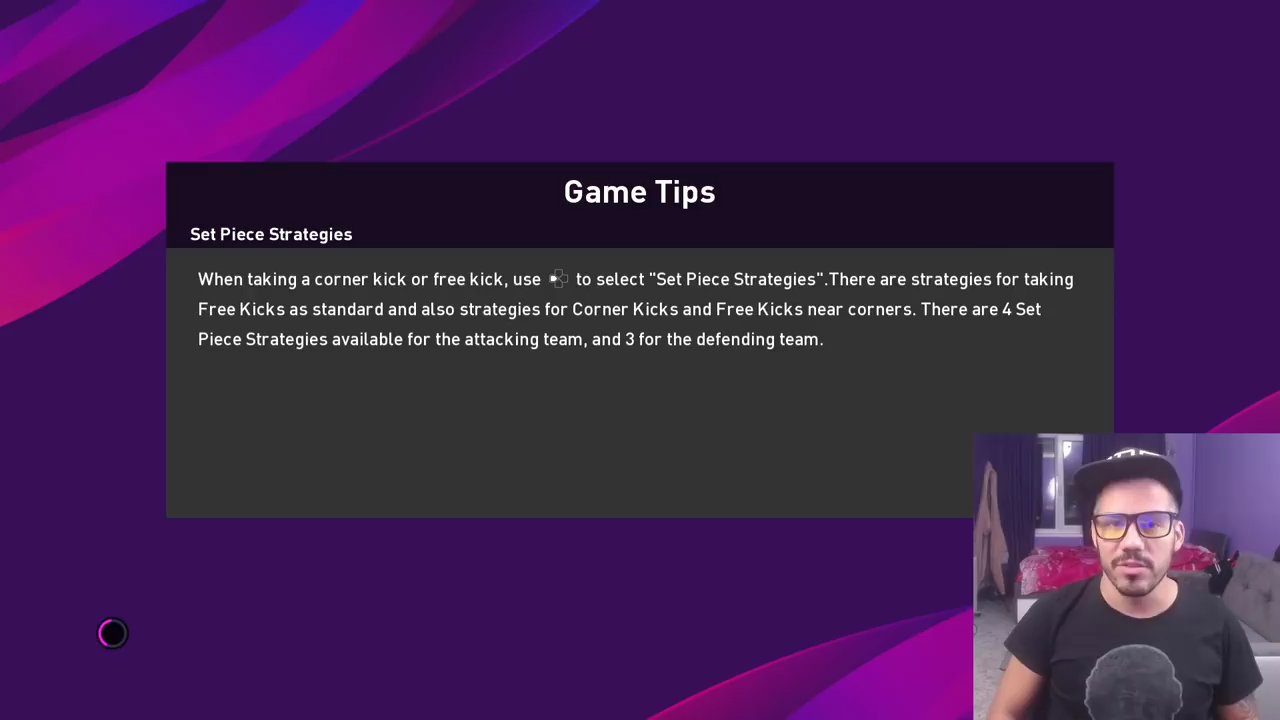 Game Tips
Set Piece Strategies
When taking a corner kick or free kick, use to select "Set Piece Strategies".There are strategies for taking
Free Kicks as standard and also strategies for Corner Kicks and Free Kicks near corners. There are 4 Set
Piece Strategies available for the attacking team, and 3 for the defending team.